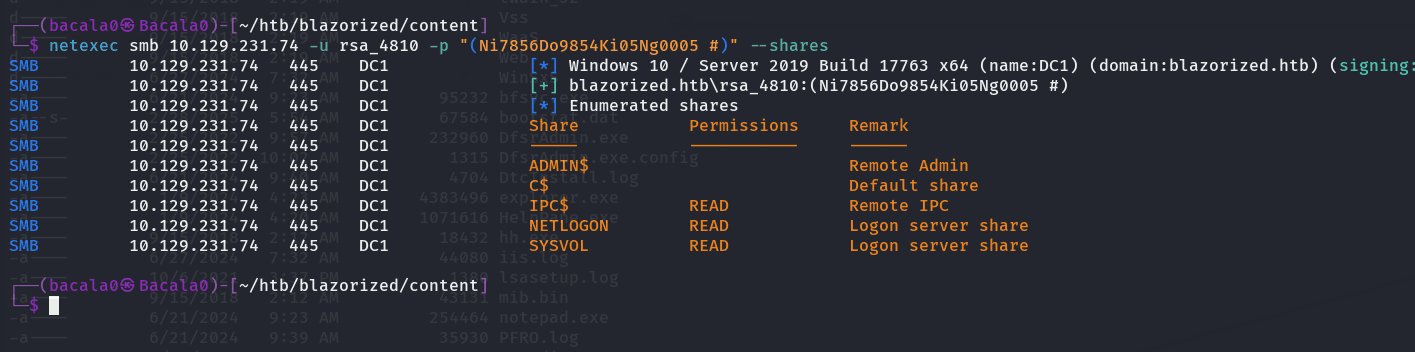 ┌──(bacala0㉿Bacala0)-[~/htb/blazorized/content]
└─$ netexec smb 10.129.231.74 -u rsa_4810 -p "(Ni7856Do9854Ki05Ng0005 #)" --shares
SMB 10.129.231.74 445 DC1 [*] Windows 10 / Server 2019 Build 17763 x64 (name:DC1) (domain:blazorized.htb) (signing:
SMB 10.129.231.74 445 DC1 [+] blazorized.htb\rsa_4810:(Ni7856Do9854Ki05Ng0005 #)
SMB 10.129.231.74 445 DC1 [*] Enumerated shares
SMB 10.129.231.74 445 DC1 Share Permissions Remark
SMB 10.129.231.74 445 DC1 ----- ----------- ------
SMB 10.129.231.74 445 DC1 ADMIN$ Remote Admin
SMB 10.129.231.74 445 DC1 C$ Default share
SMB 10.129.231.74 445 DC1 IPC$ READ Remote IPC
SMB 10.129.231.74 445 DC1 NETLOGON READ Logon server share
SMB 10.129.231.74 445 DC1 SYSVOL READ Logon server share
┌──(bacala0㉿Bacala0)-[~/htb/blazorized/content]
└─$